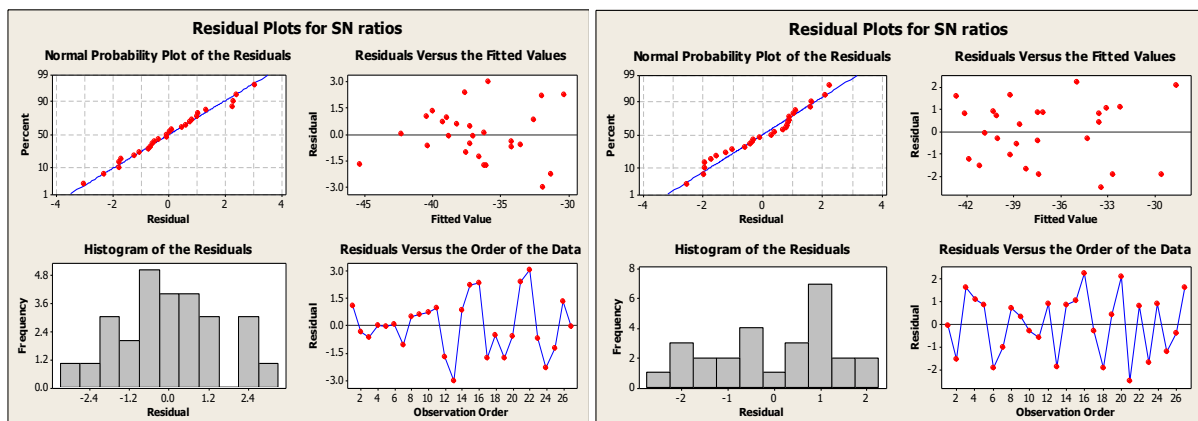 Residual Plots for SN ratios
Normal Probability Plot of the Residuals
Residuals Versus the Fitted Values
99
90
50
10
1
Percent
-4 -2 0 2 4
Residual
3.0
1.5
0.0
-1.5
-3.0
Residual
-45 -40 -35 -30
Fitted Value
Histogram of the Residuals
Residuals Versus the Order of the Data
4.8
3.6
2.4
1.2
0.0
Frequency
-2.4 -1.2 0.0 1.2 2.4
Residual
3.0
1.5
0.0
-1.5
-3.0
Residual
2 4 6 8 10 12 14 16 18 20 22 24 26
Observation Order
Residual Plots for SN ratios
Normal Probability Plot of the Residuals
Residuals Versus the Fitted Values
99
90
50
10
1
Percent
-4 -2 0 2 4
Residual
2
1
0
-1
-2
Residual
-42 -39 -36 -33 -30
Fitted Value
Histogram of the Residuals
Residuals Versus the Order of the Data
8
6
4
2
0
Frequency
-2 -1 0 1 2
Residual
2
1
0
-1
-2
Residual
2 4 6 8 10 12 14 16 18 20 22 24 26
Observation Order